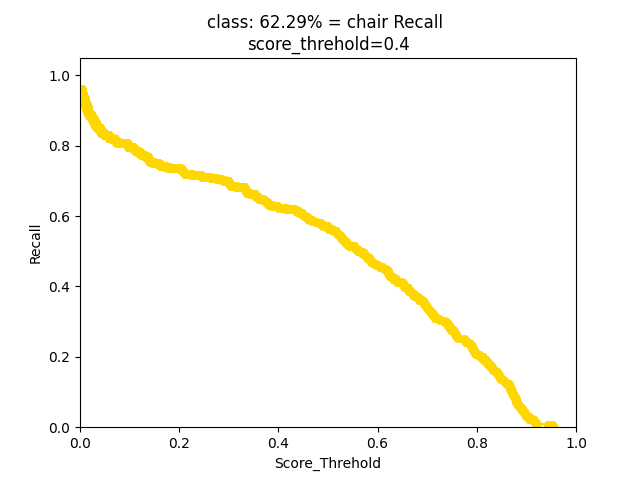 class: 62.29% = chair Recall
score_threhold=0.4
1.0
0.8
0.6
0.4
0.2
0.0
Recall
0.0 0.2 0.4 0.6 0.8 1.0
Score_Threhold